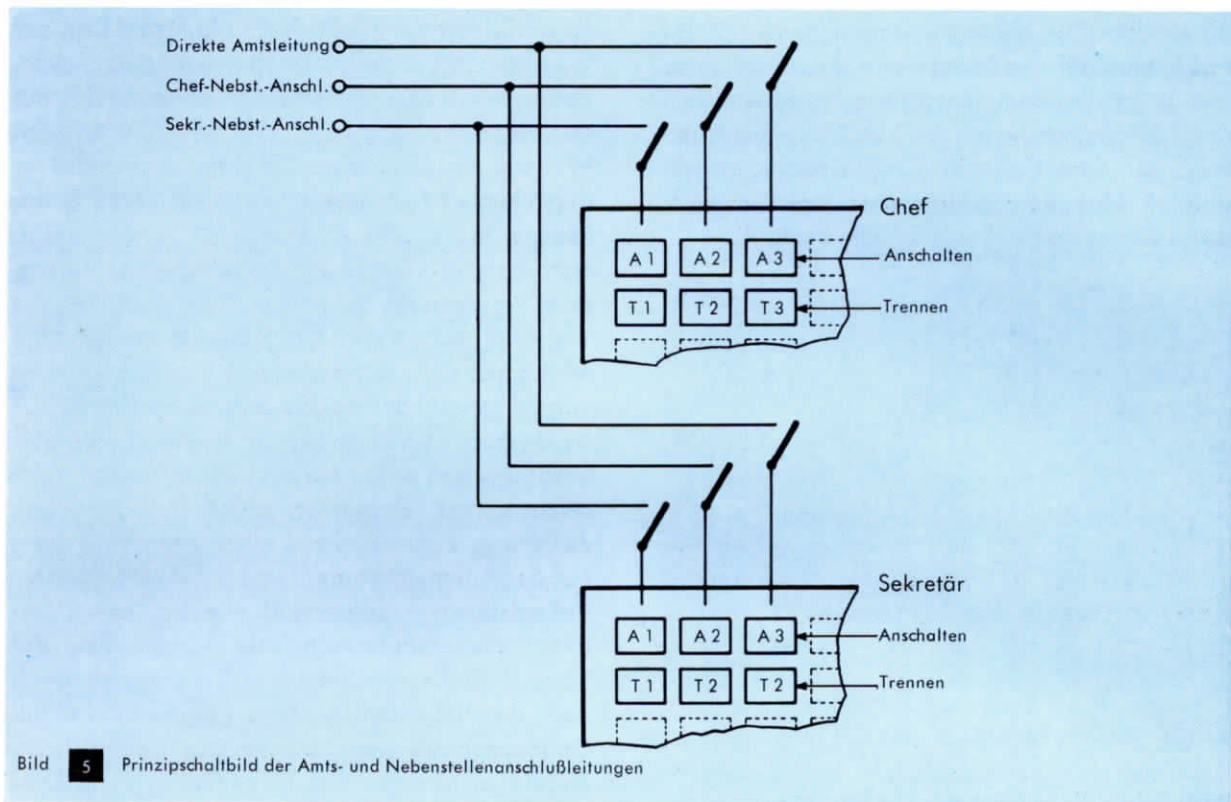 Direkte Amtsleitung
Chef-Nebst.-Anschl.
Sekr.-Nebst.-Anschl.
Chef
A 1 A 2 A 3 Anschalten
T 1 T 2 T 3 Trennen
Sekretär
A 1 A 2 A 3 Anschalten
T 1 T 2 T 2 Trennen
Bild 5 Prinzipschaltbild der Amts- und Nebenstellenanschlußleitungen